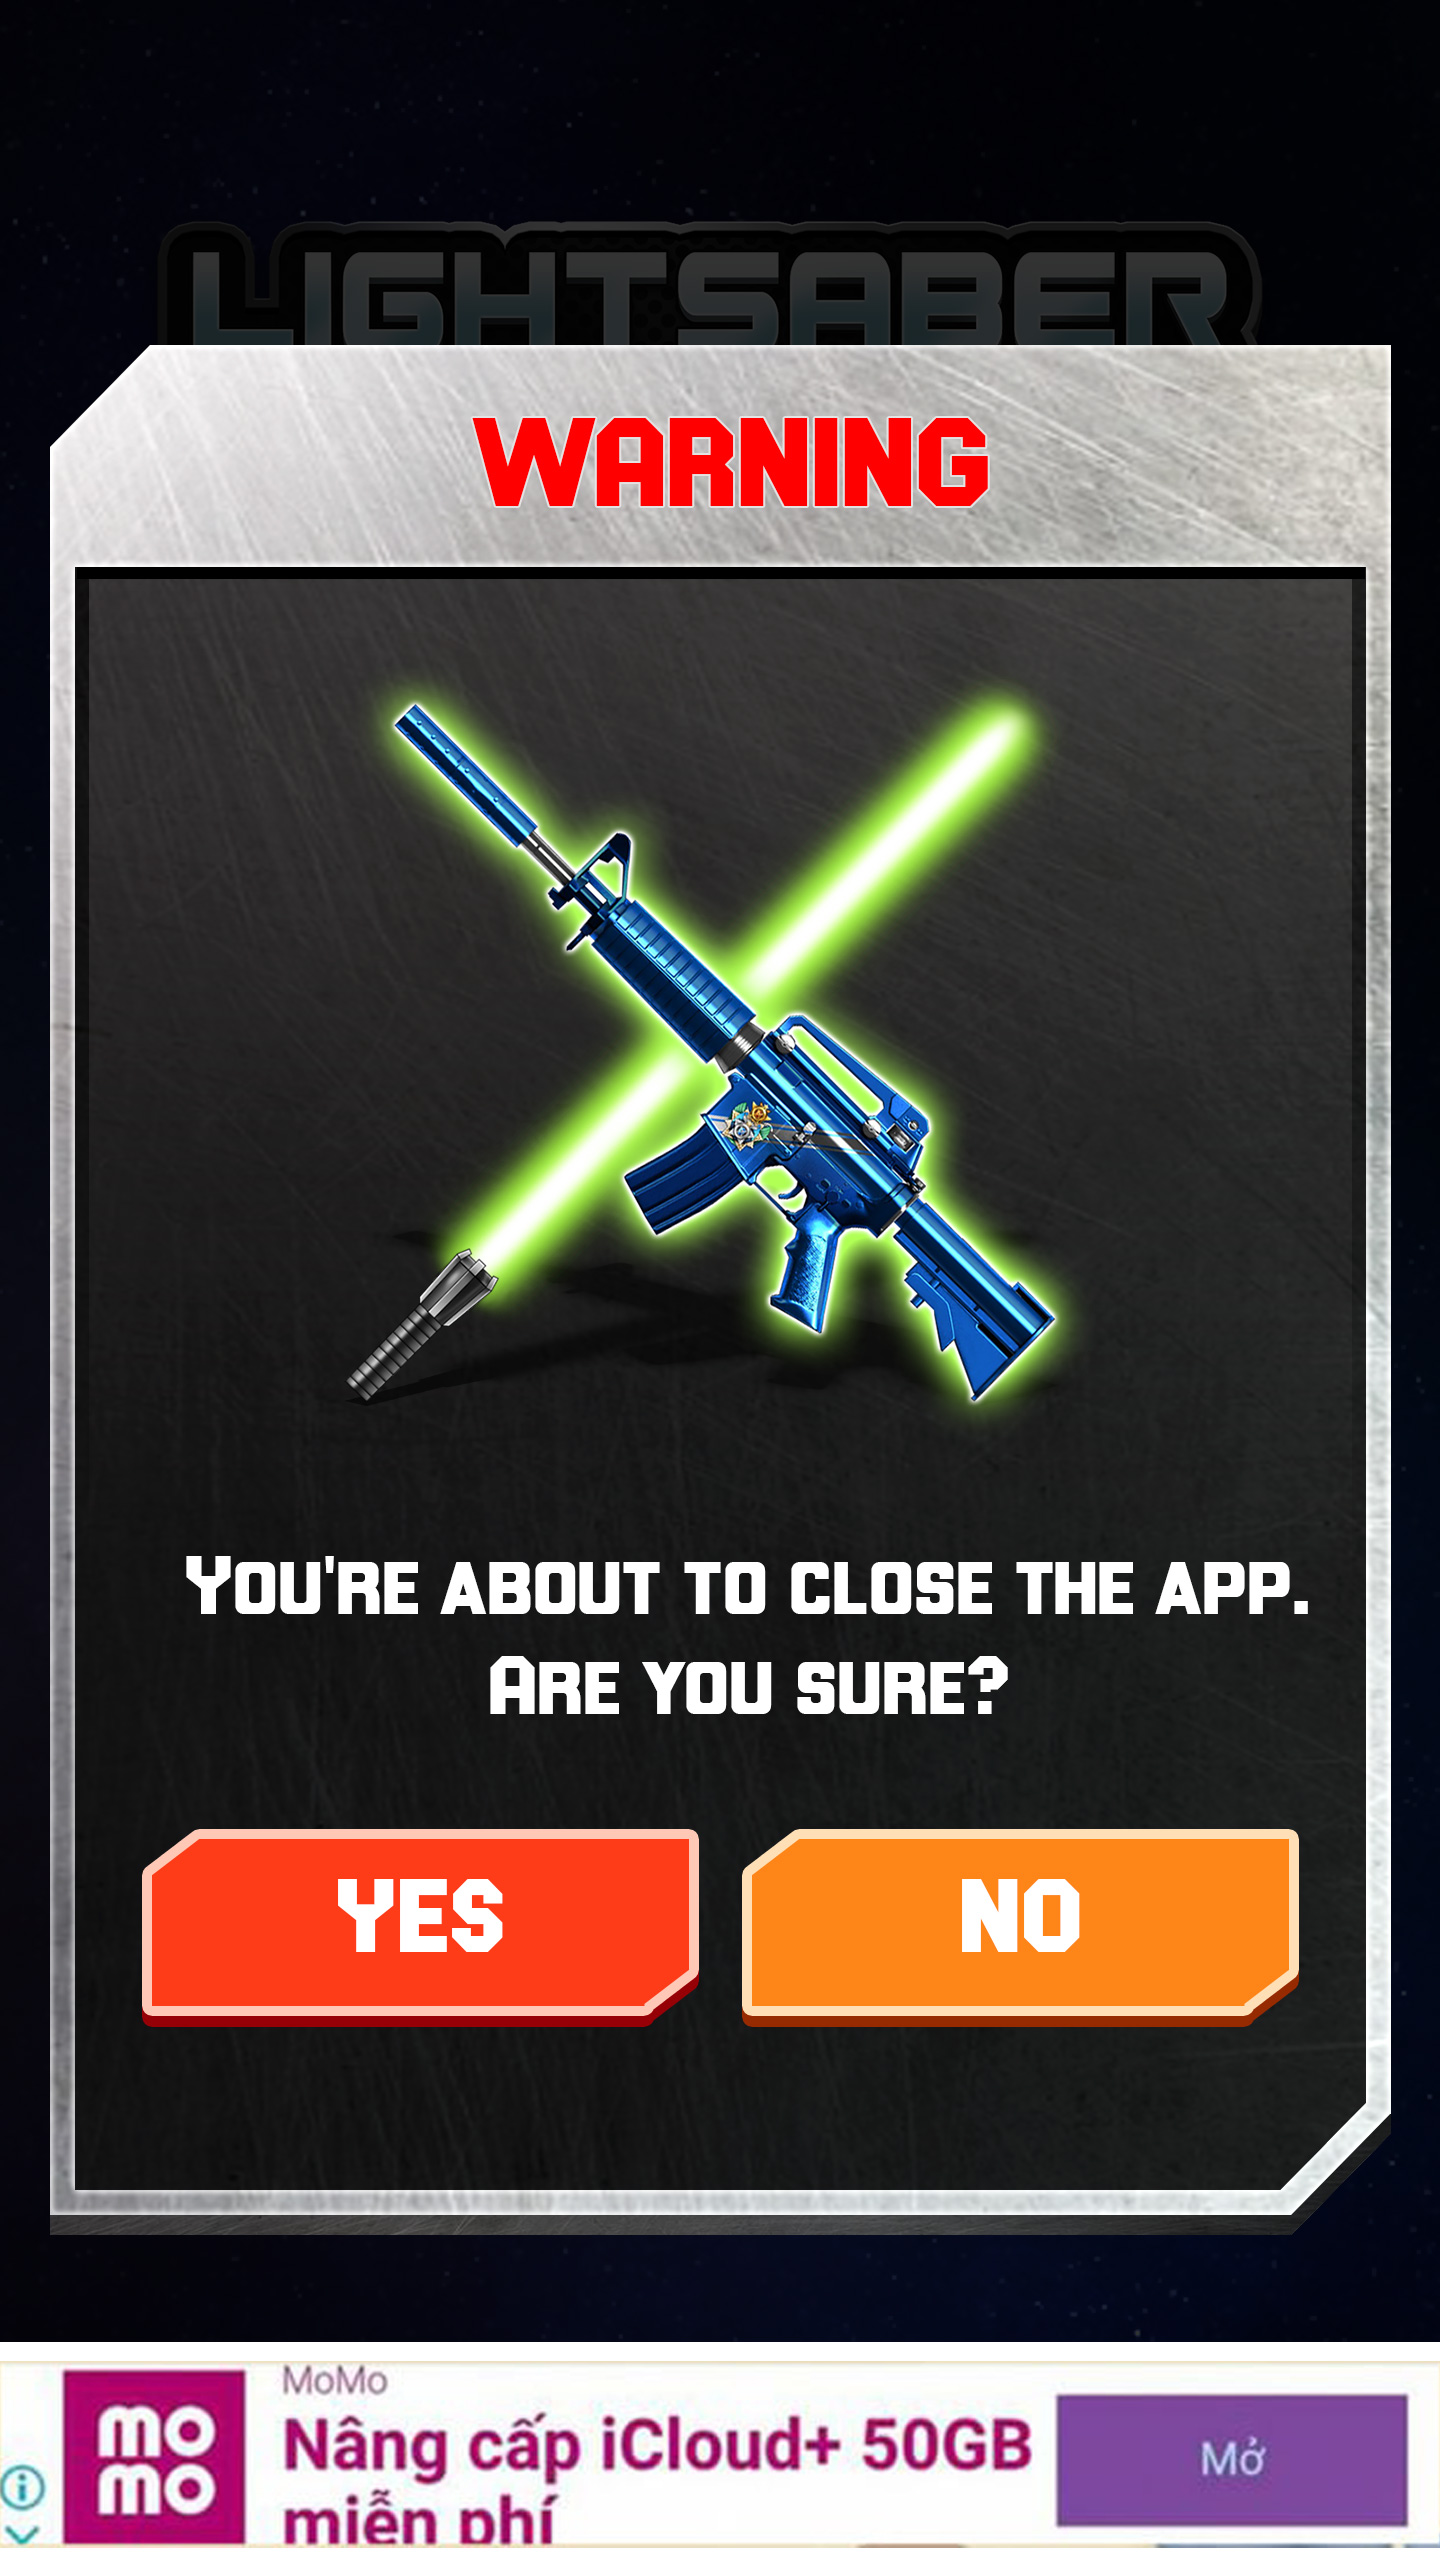 LIGHTSABER
WARNING
YOU'RE ABOUT TO CLOSE THE APP.
ARE YOU SURE?
YES
NO
MoMo
mo
mo
Nâng cấp iCloud+ 50GB
miễn phí
Mở